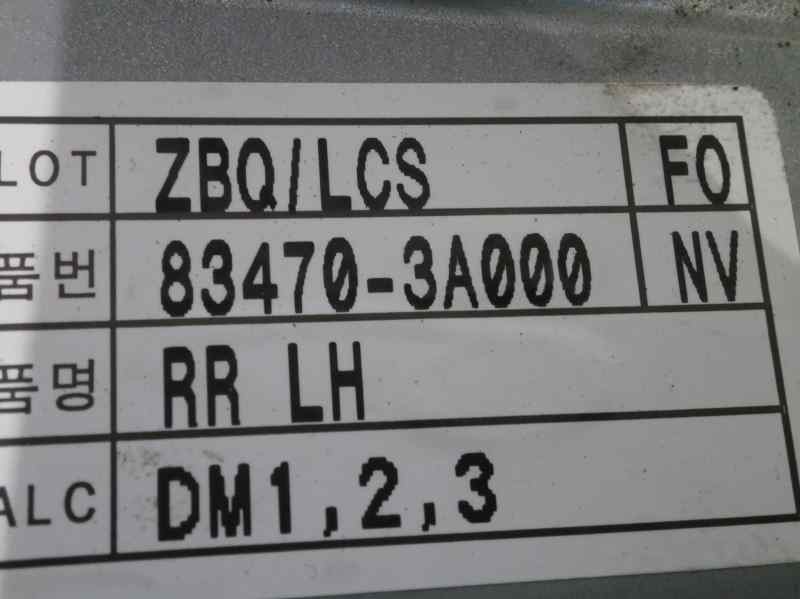 LOT ZBQ/LCS FO
품번 83470-3A000 NV
품명 RR LH
ALC DM1,2,3